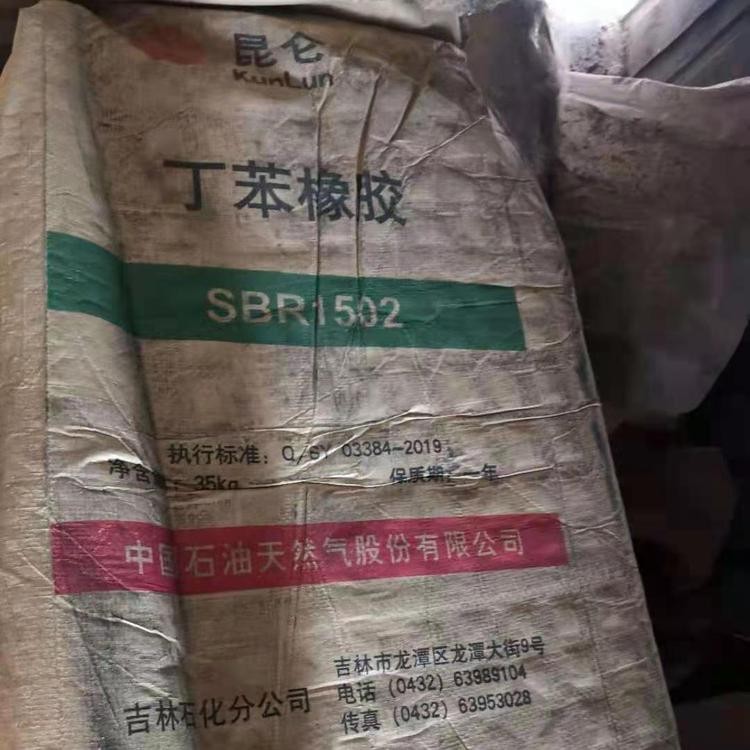 昆仑
KunLun
丁苯橡胶
SBR1502
执行标准：Q/SY 03384-2019
净含量：35kg 保质期：一年
中国石油天然气股份有限公司
吉林石化分公司
吉林市龙潭区龙潭大街9号
电话（0432）63989104
传真（0432）63953028